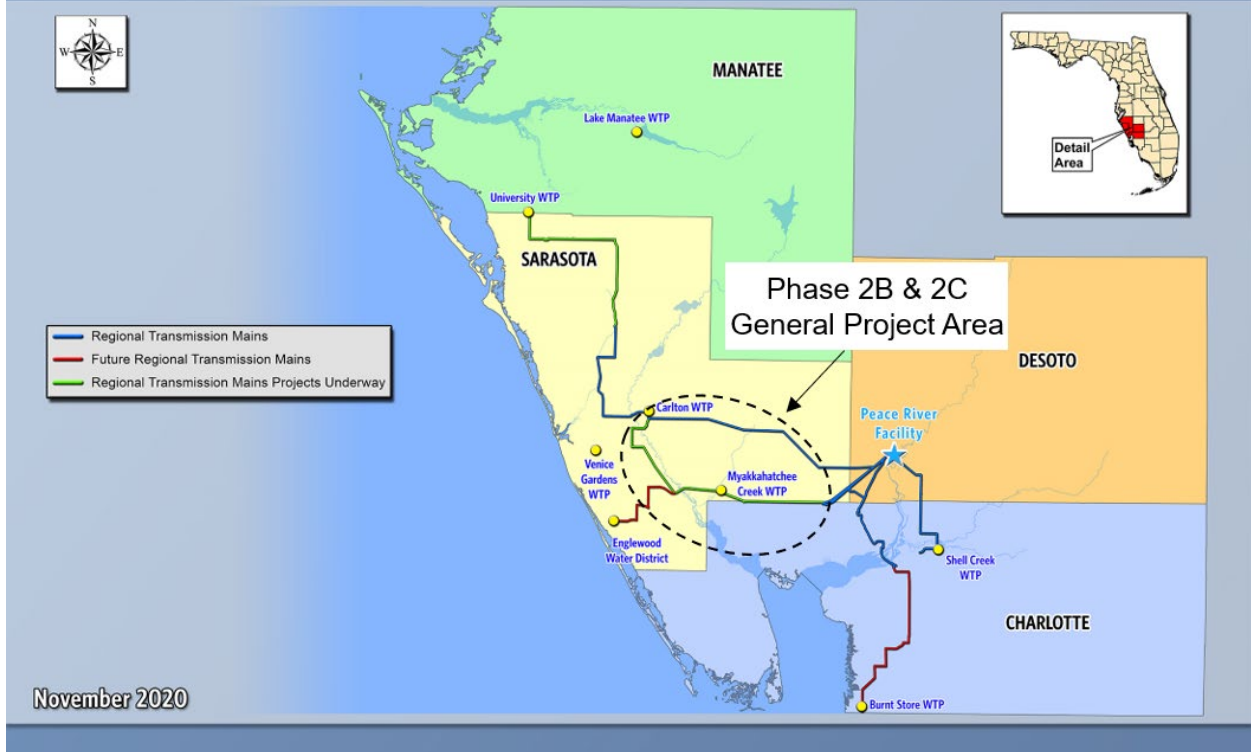 N
W
E
S
MANATEE
Lake Manatee WTP
Detail
Area
University WTP
SARASOTA
Phase 2B & 2C
General Project Area
Regional Transmission Mains
Future Regional Transmission Mains
Regional Transmission Mains Projects Underway
DESOTO
Carlton WTP
Peace River
Facility
Venice
Gardens
WTP
Myakkahatchee
Creek WTP
Englewood
Water District
Shell Creek
WTP
CHARLOTTE
November 2020
Burnt Store WTP